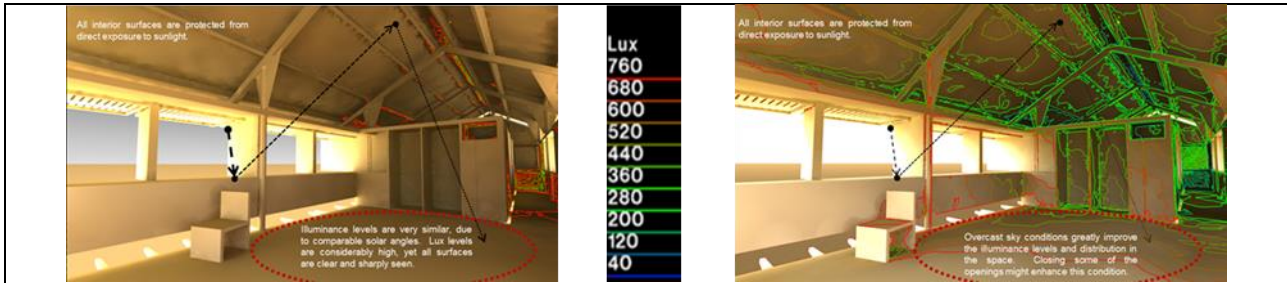 All interior surfaces are protected from
direct exposure to sunlight.
Illuminance levels are very similar, due
to comparable solar angles. Lux levels
are considerably high, yet all surfaces
are clear and sharply seen.
Lux
760
680
600
520
440
360
280
200
120
40
All interior surfaces are protected from
direct exposure to sunlight.
Overcast sky conditions greatly improve
the illuminance levels and distribution in
the space. Closing some of the
openings might enhance this condition.